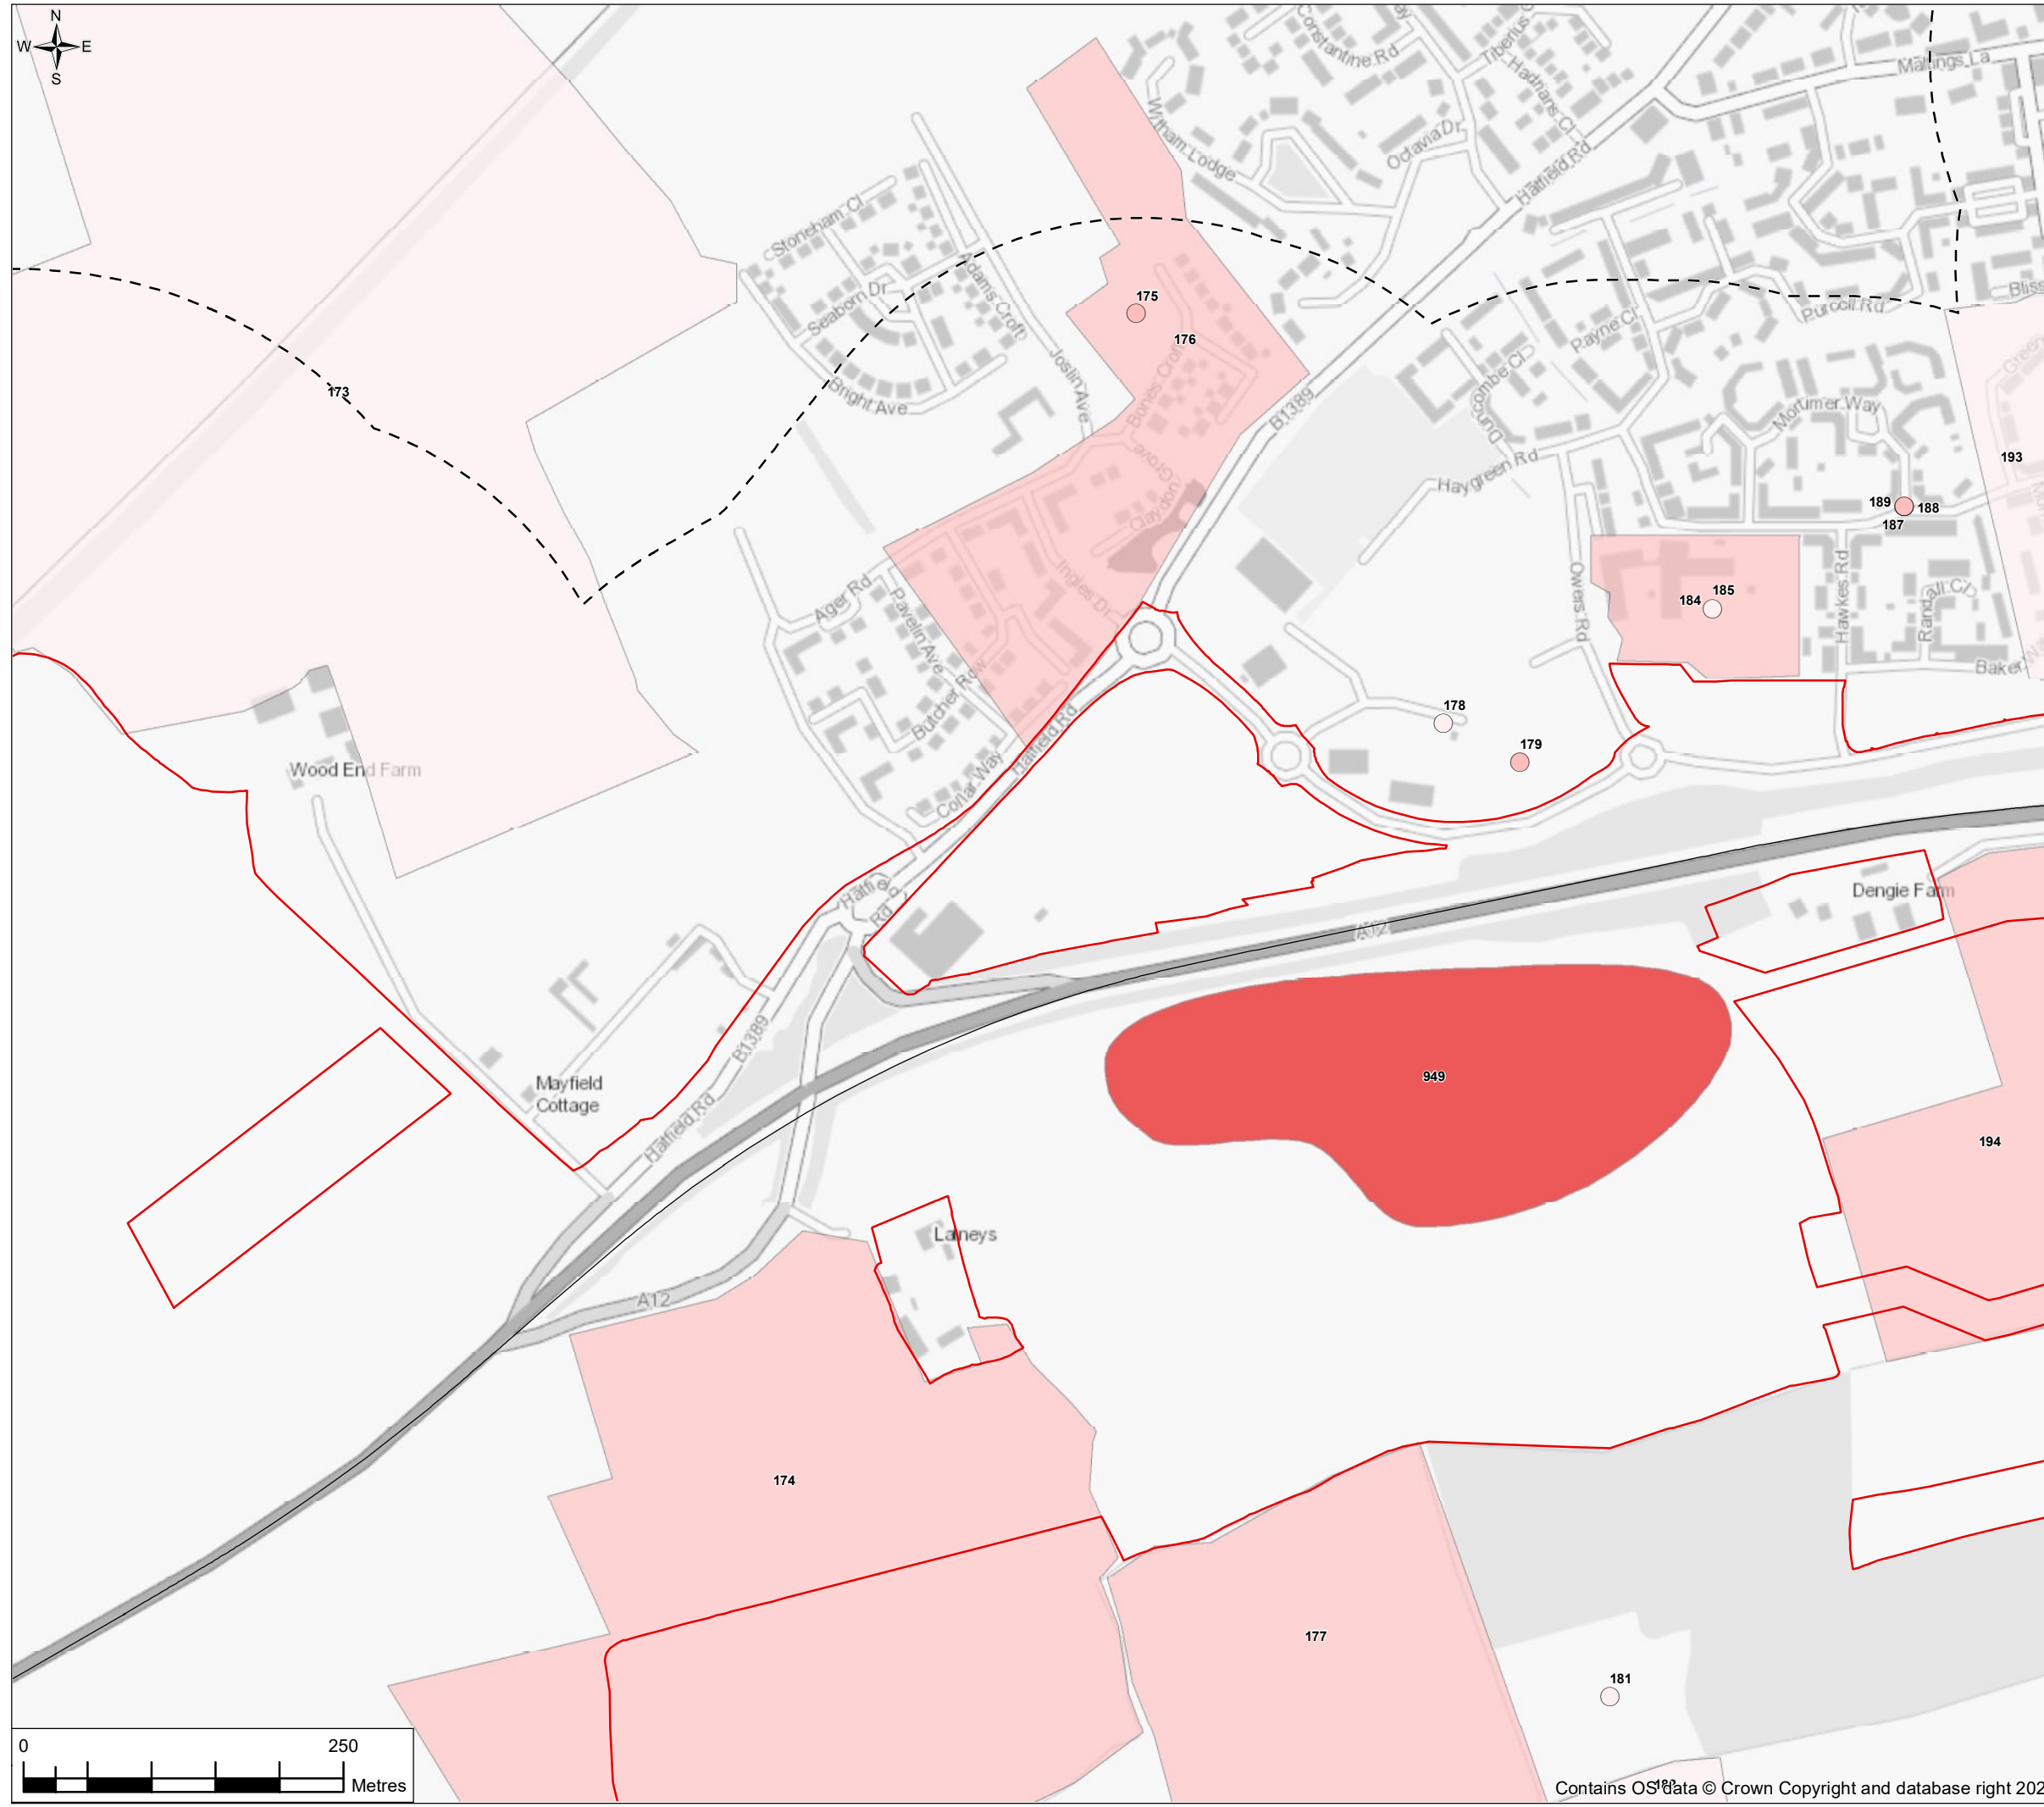 N
W E
S
Constantine Rd
Tiberius C
Hadrians Cl
Maltings La
Witham Lodge
Octavia Dr
Hatfield Rd
Stoneham Cl
Seaborn Dr
Adams Croft
Joslin Ave
Bright Ave
175
176
Bones Croft
B1389
Purcell Rd
Bliss
Payne Cl
Duncombe Cl
Mortimer Way
Green
173
193
Haygreen Rd
Claydon Grove
189 188
187
Ager Rd
Pavelin Ave
Ingles Dr
Owers Rd
184 185
Hawkes Rd
Randall Cl
Baker Wa
Butcher Row
Conar Way
Hatfield Rd
178
179
Wood End Farm
Hatfield Rd
Dengie Farm
A12
B1389
Mayfield
Cottage
Hatfield Rd
949
194
Laineys
A12
174
177
181
0 250
Metres
Contains OS data © Crown Copyright and database right 202